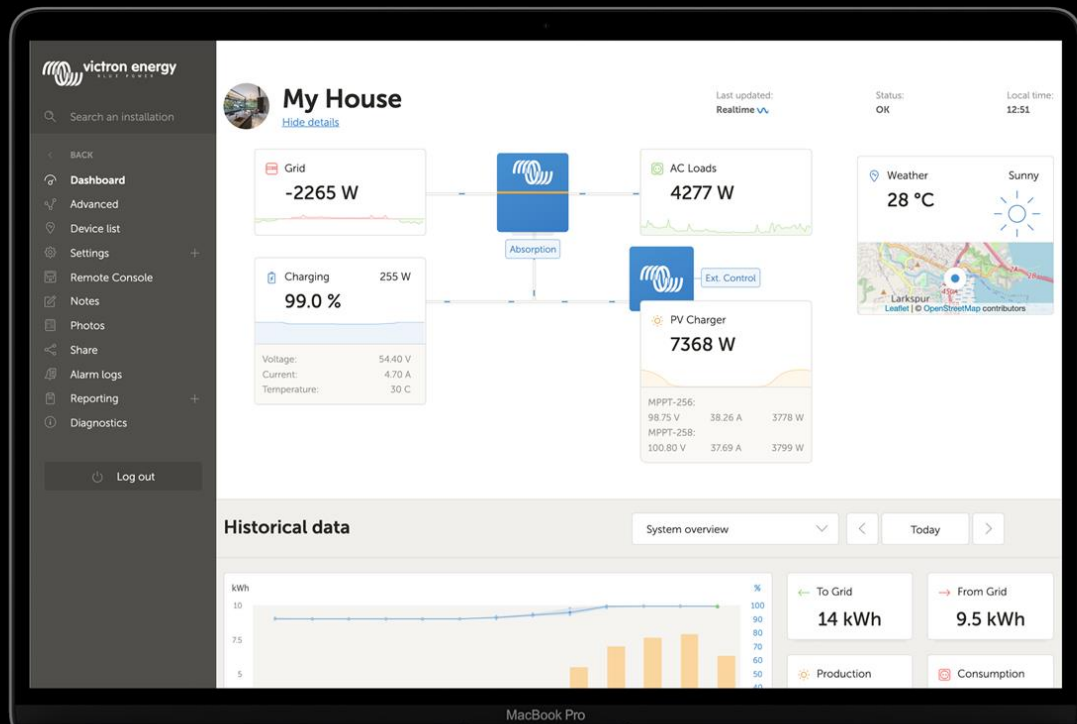 victron energy
BLUE POWER
Search an installation
BACK
Dashboard
Advanced
Device list
Settings +
Remote Console
Notes
Photos
Share
Alarm logs
Reporting +
Diagnostics
Log out
My House
Hide details
Last updated:
Realtime
Status:
OK
Local time:
12:51
Grid
-2265 W
AC Loads
4277 W
Weather
Sunny
28 °C
Larkspur
Leaflet | © OpenStreetMap contributors
Absorption
Charging 255 W
99.0 %
Voltage: 54.40 V
Current: 4.70 A
Temperature: 30 C
Ext. Control
PV Charger
7368 W
MPPT-256:
98.75 V 38.26 A 3778 W
MPPT-258:
100.80 V 37.69 A 3799 W
Historical data
System overview
Today
kWh
10
7.5
5
%
100
90
80
70
60
50
40
To Grid
14 kWh
From Grid
9.5 kWh
Production
Consumption
MacBook Pro